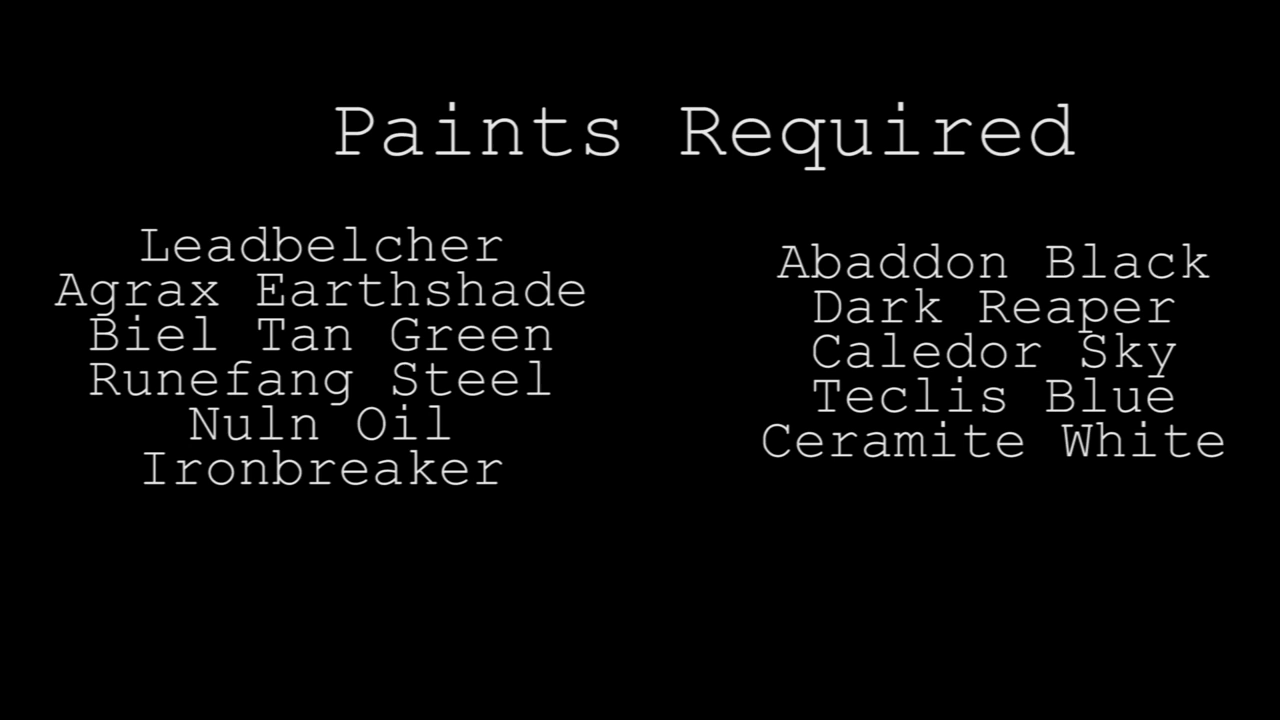 Paints Required
Leadbelcher
Agrax Earthshade
Biel Tan Green
Runefang Steel
Nuln Oil
Ironbreaker
Abaddon Black
Dark Reaper
Caledor Sky
Teclis Blue
Ceramite White